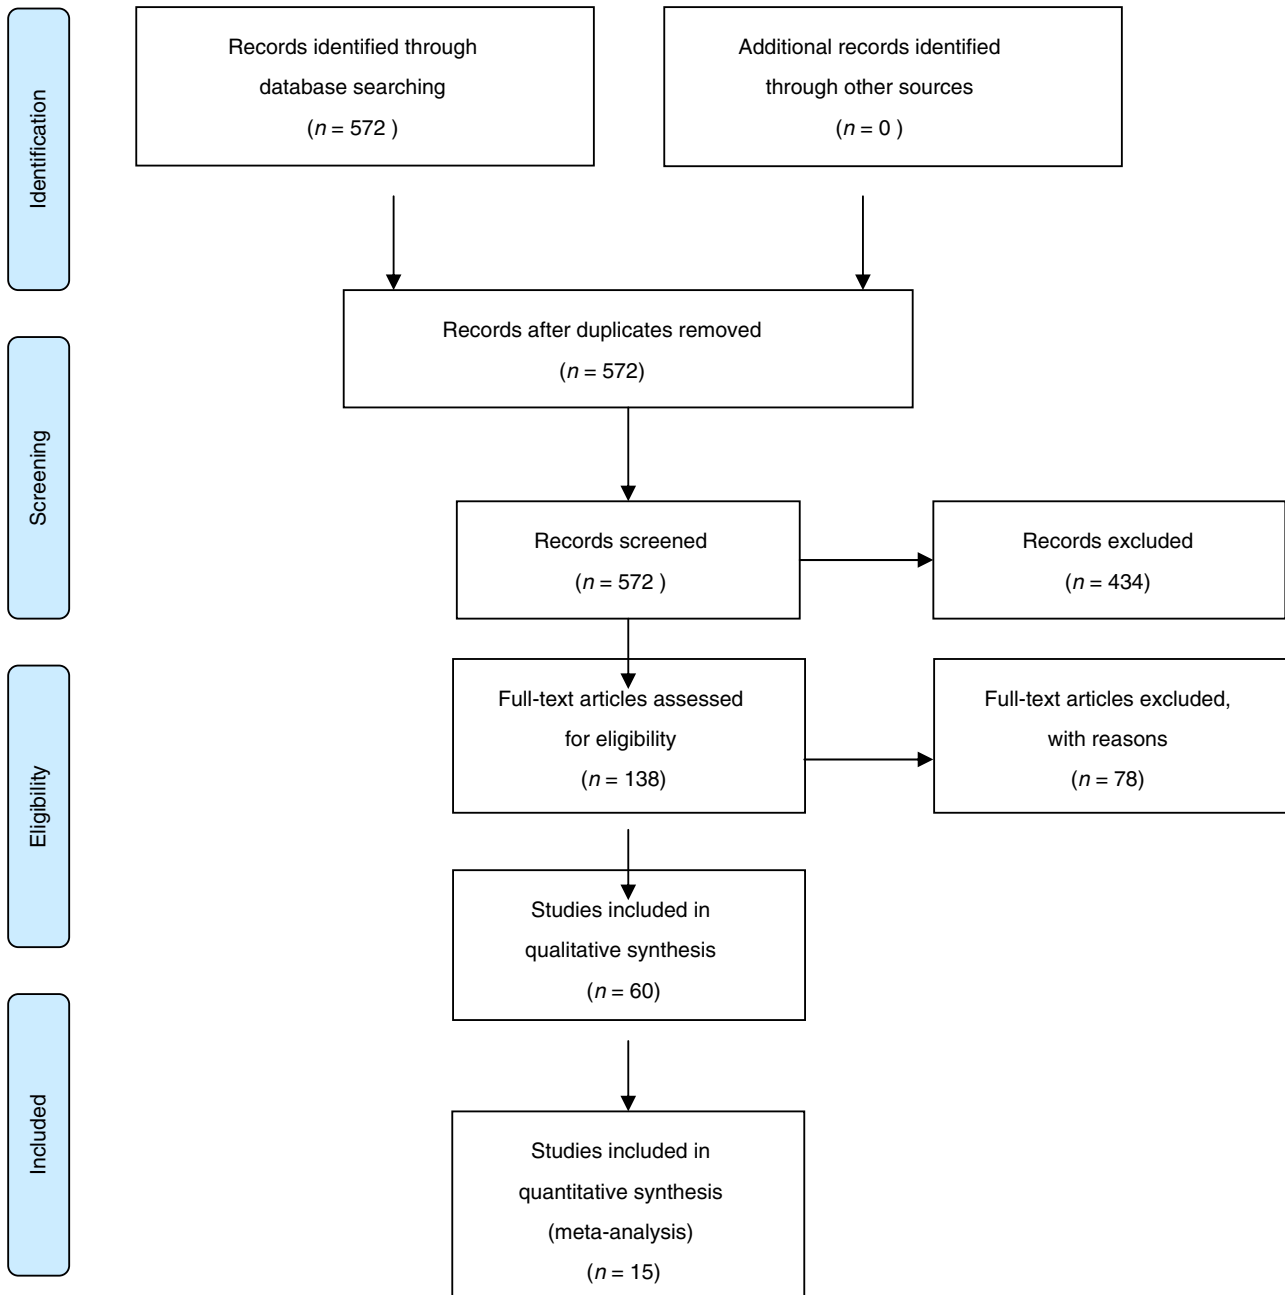 Identification
Records identified through
database searching
(n = 572 )
Additional records identified
through other sources
(n = 0 )
Records after duplicates removed
(n = 572)
Screening
Records screened
(n = 572 )
Records excluded
(n = 434)
Eligibility
Full-text articles assessed
for eligibility
(n = 138)
Full-text articles excluded,
with reasons
(n = 78)
Studies included in
qualitative synthesis
(n = 60)
Included
Studies included in
quantitative synthesis
(meta-analysis)
(n = 15)